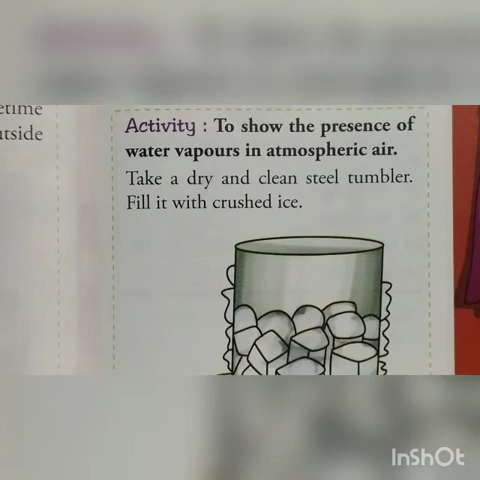 etime
utside
Activity : To show the presence of
water vapours in atmospheric air.
Take a dry and clean steel tumbler.
Fill it with crushed ice.
InShOt